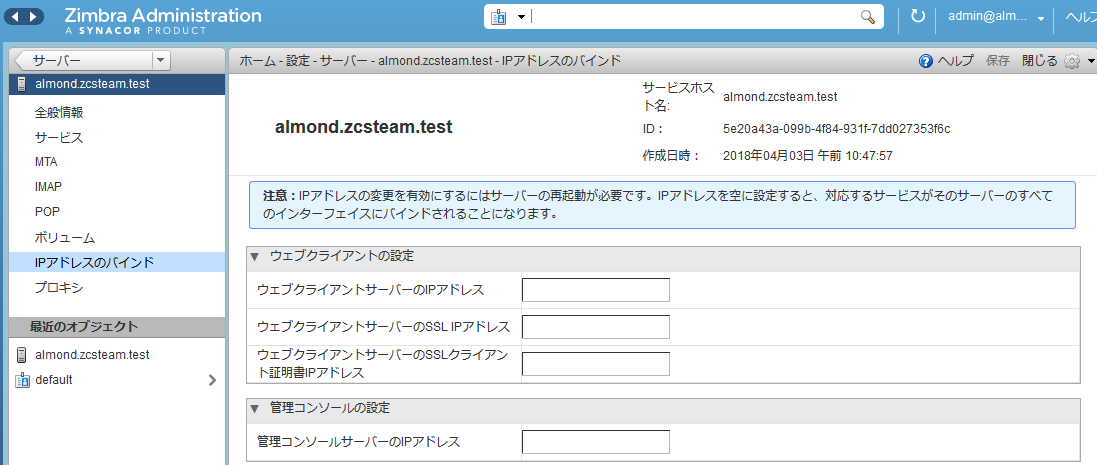 Zimbra Administration
A SYNACOR PRODUCT
admin@alm...
ヘルプ
サーバー
ホーム - 設定 - サーバー - almond.zcsteam.test - IPアドレスのバインド
ヘルプ 保存 閉じる
almond.zcsteam.test
全般情報
サービス
MTA
IMAP
POP
ボリューム
IPアドレスのバインド
プロキシ
最近のオブジェクト
almond.zcsteam.test
default
almond.zcsteam.test
サービスホスト名: almond.zcsteam.test
ID： 5e20a43a-099b-4f84-931f-7dd027353f6c
作成日時： 2018年04月03日 午前 10:47:57
注意：IPアドレスの変更を有効にするにはサーバーの再起動が必要です。IPアドレスを空に設定すると、対応するサービスがそのサーバーのすべて
のインターフェイスにバインドされることになります。
ウェブクライアントの設定
ウェブクライアントサーバーのIPアドレス
ウェブクライアントサーバーのSSL IPアドレス
ウェブクライアントサーバーのSSLクライアン
ト証明書IPアドレス
管理コンソールの設定
管理コンソールサーバーのIPアドレス